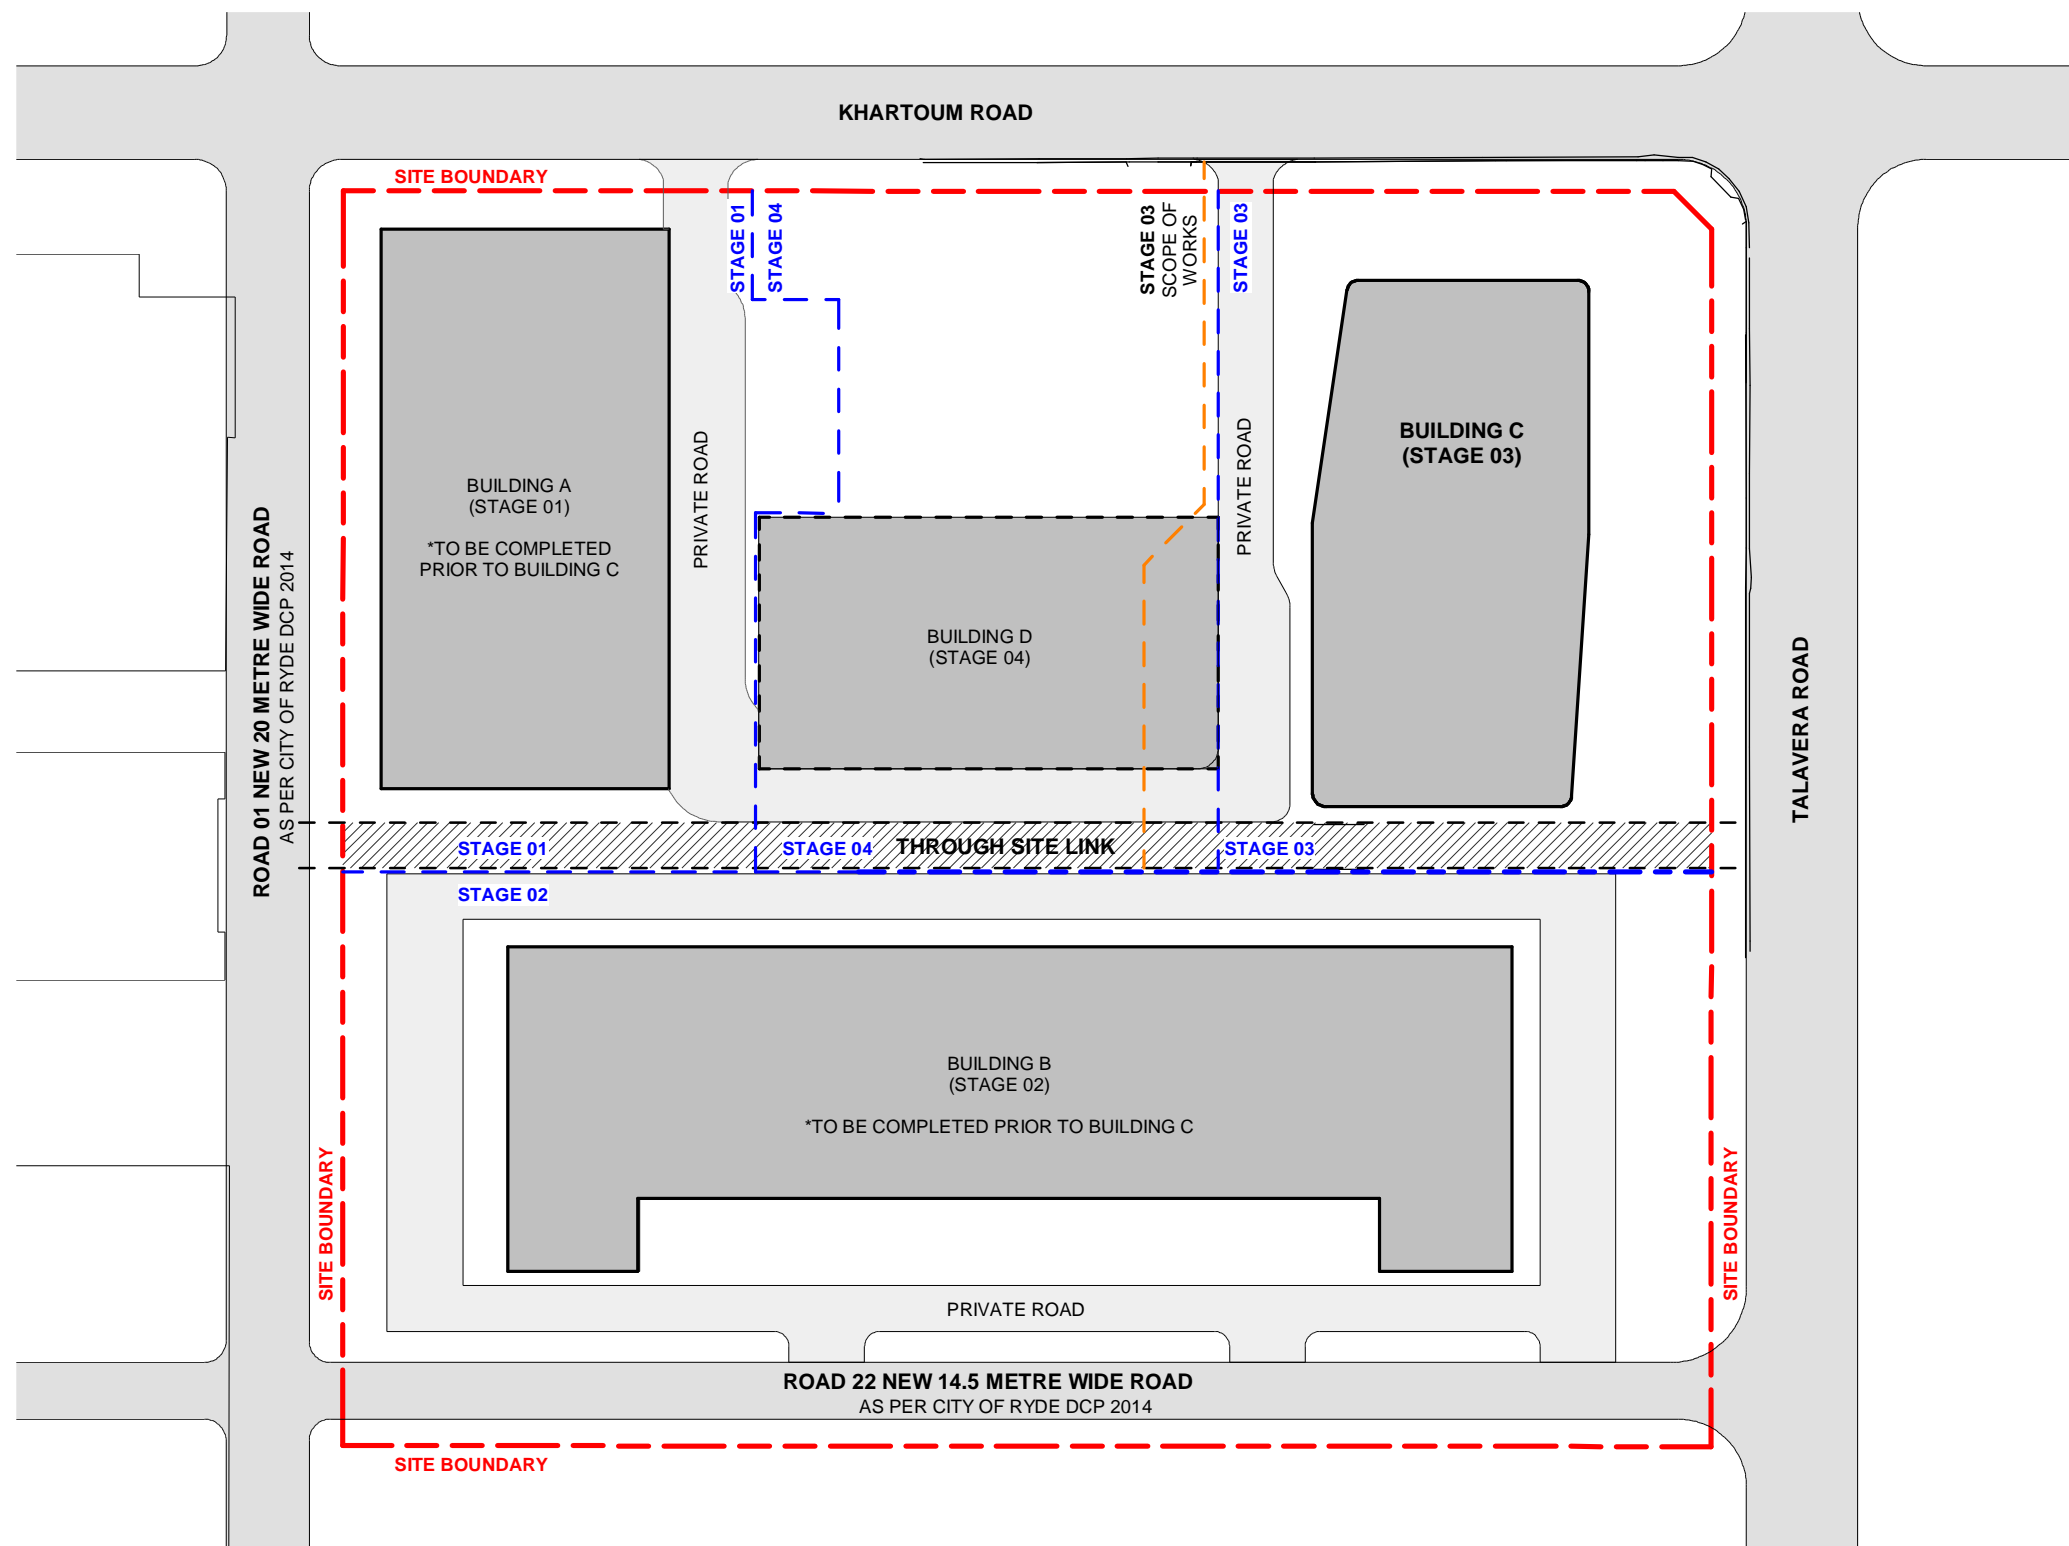 KHARTOUM ROAD
SITE BOUNDARY
STAGE 01
STAGE 04
STAGE 03
SCOPE OF
WORKS
STAGE 03
BUILDING C
(STAGE 03)
PRIVATE ROAD
PRIVATE ROAD
BUILDING A
(STAGE 01)
*TO BE COMPLETED
PRIOR TO BUILDING C
ROAD 01 NEW 20 METRE WIDE ROAD
AS PER CITY OF RYDE DCP 2014
BUILDING D
(STAGE 04)
TALAVERA ROAD
STAGE 01
STAGE 04
THROUGH SITE LINK
STAGE 03
STAGE 02
BUILDING B
(STAGE 02)
*TO BE COMPLETED PRIOR TO BUILDING C
SITE BOUNDARY
SITE BOUNDARY
PRIVATE ROAD
ROAD 22 NEW 14.5 METRE WIDE ROAD
AS PER CITY OF RYDE DCP 2014
SITE BOUNDARY